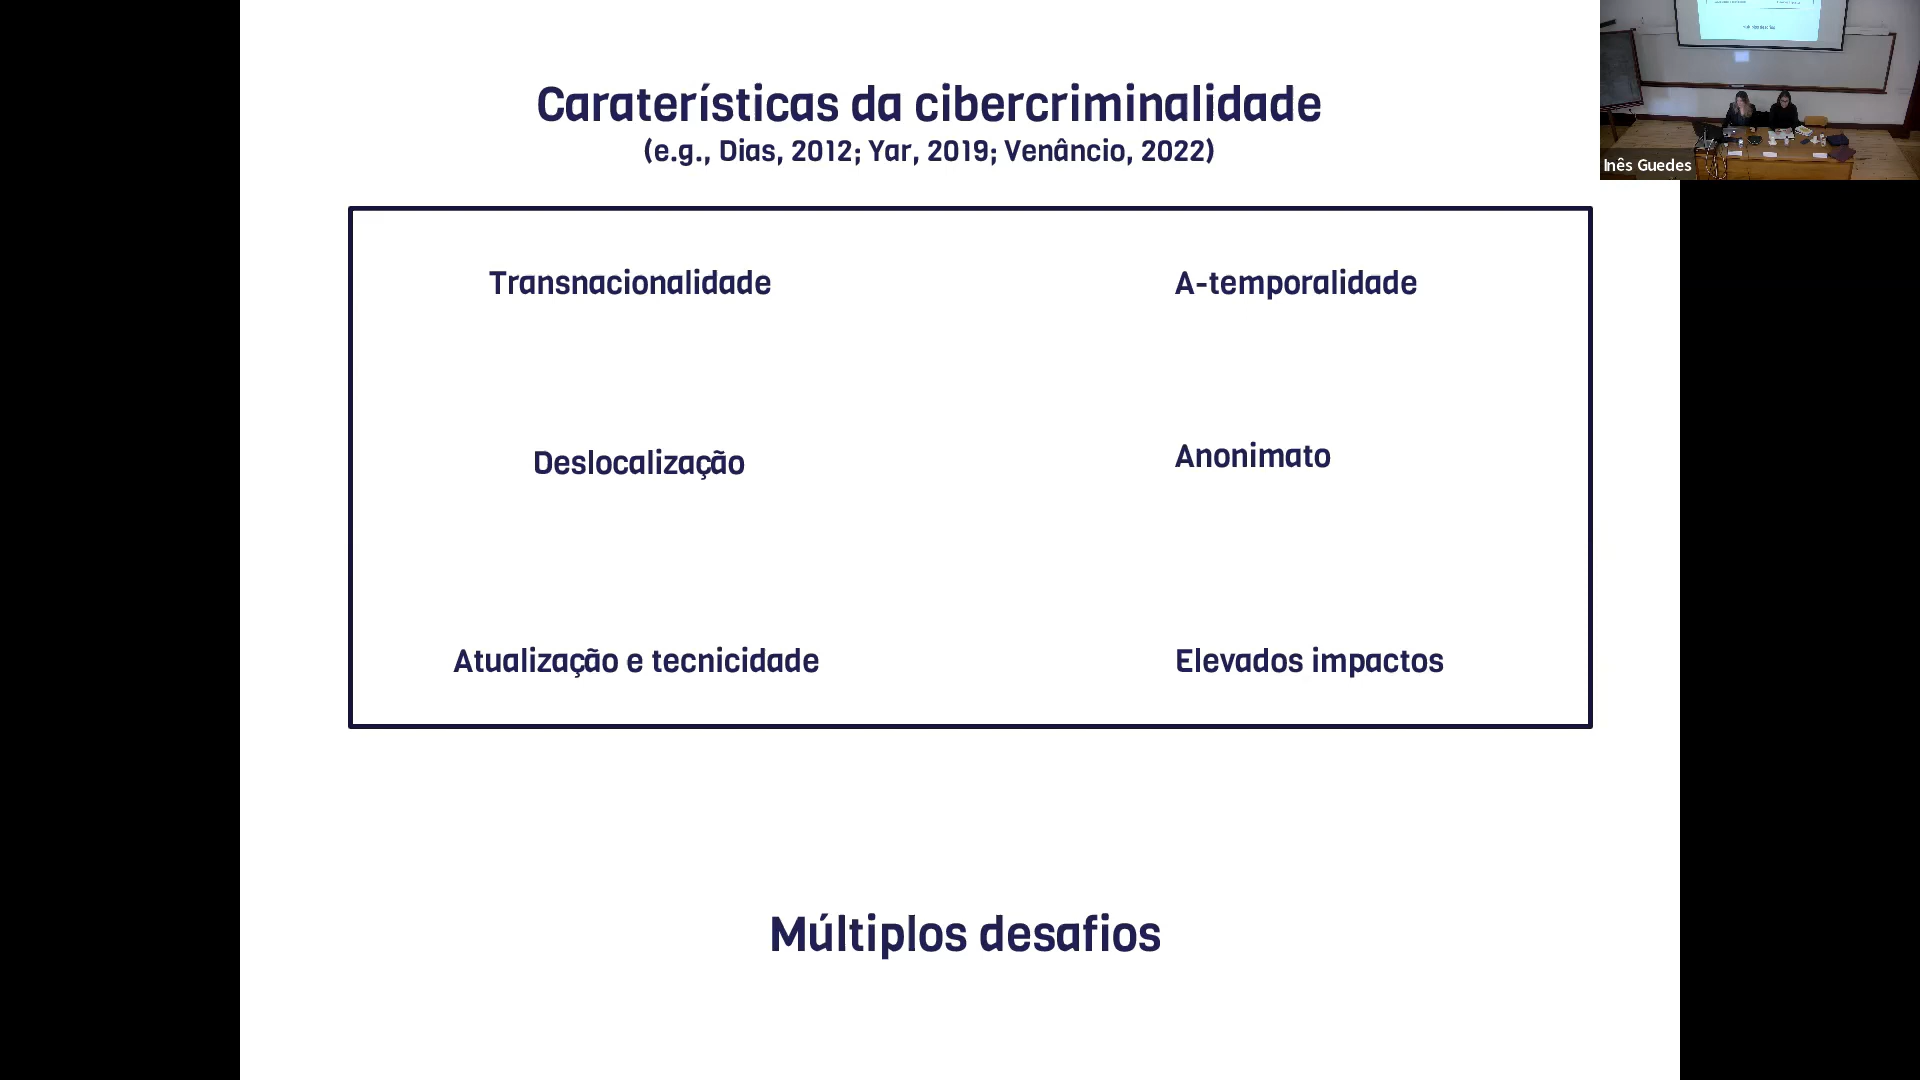 Caraterísticas da cibercriminalidade
(e.g., Dias, 2012; Yar, 2019; Venâncio, 2022)
Inês Guedes
Transnacionalidade
A-temporalidade
Deslocalização
Anonimato
Atualização e tecnicidade
Elevados impactos
Múltiplos desafios